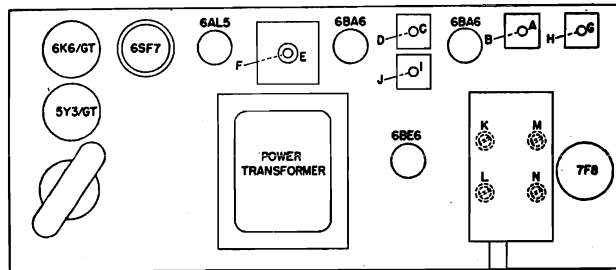 6AL5 6BA6 6BA6
6K6/GT 6SF7 F E D C B A H G
J I
5Y3/GT
6BE6 K M
POWER
TRANSFORMER
7F8
L N